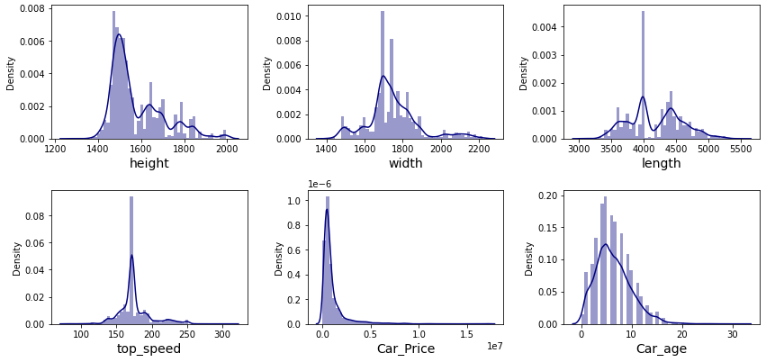 0.008
0.006
0.004
0.002
0.000
Density
1200 1400 1600 1800 2000
height
0.010
0.008
0.006
0.004
0.002
0.000
Density
1400 1600 1800 2000 2200
width
0.004
0.003
0.002
0.001
0.000
Density
3000 3500 4000 4500 5000 5500
length
0.08
0.06
0.04
0.02
0.00
Density
100 150 200 250 300
top_speed
1e-6
1.0
0.8
0.6
0.4
0.2
0.0
Density
0.0 0.5 1.0 1.5
1e7
Car_Price
0.20
0.15
0.10
0.05
0.00
Density
0 10 20 30
Car_age